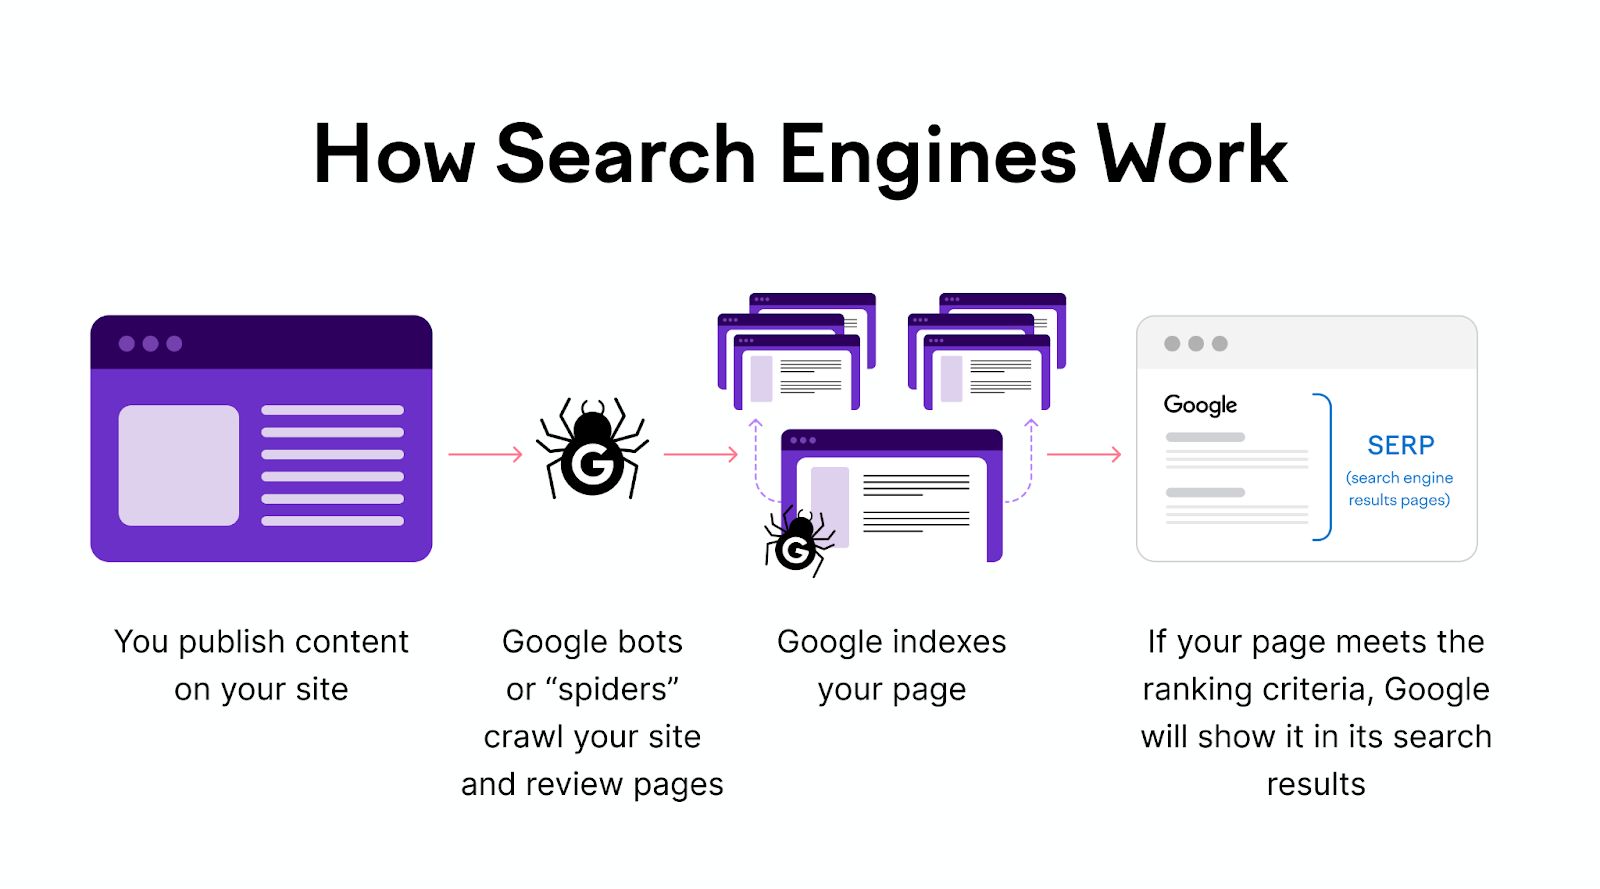 How Search Engines Work
G
G
Google
SERP
(search engine
results pages)
You publish content
on your site
Google bots
or “spiders”
crawl your site
and review pages
Google indexes
your page
If your page meets the
ranking criteria, Google
will show it in its search
results